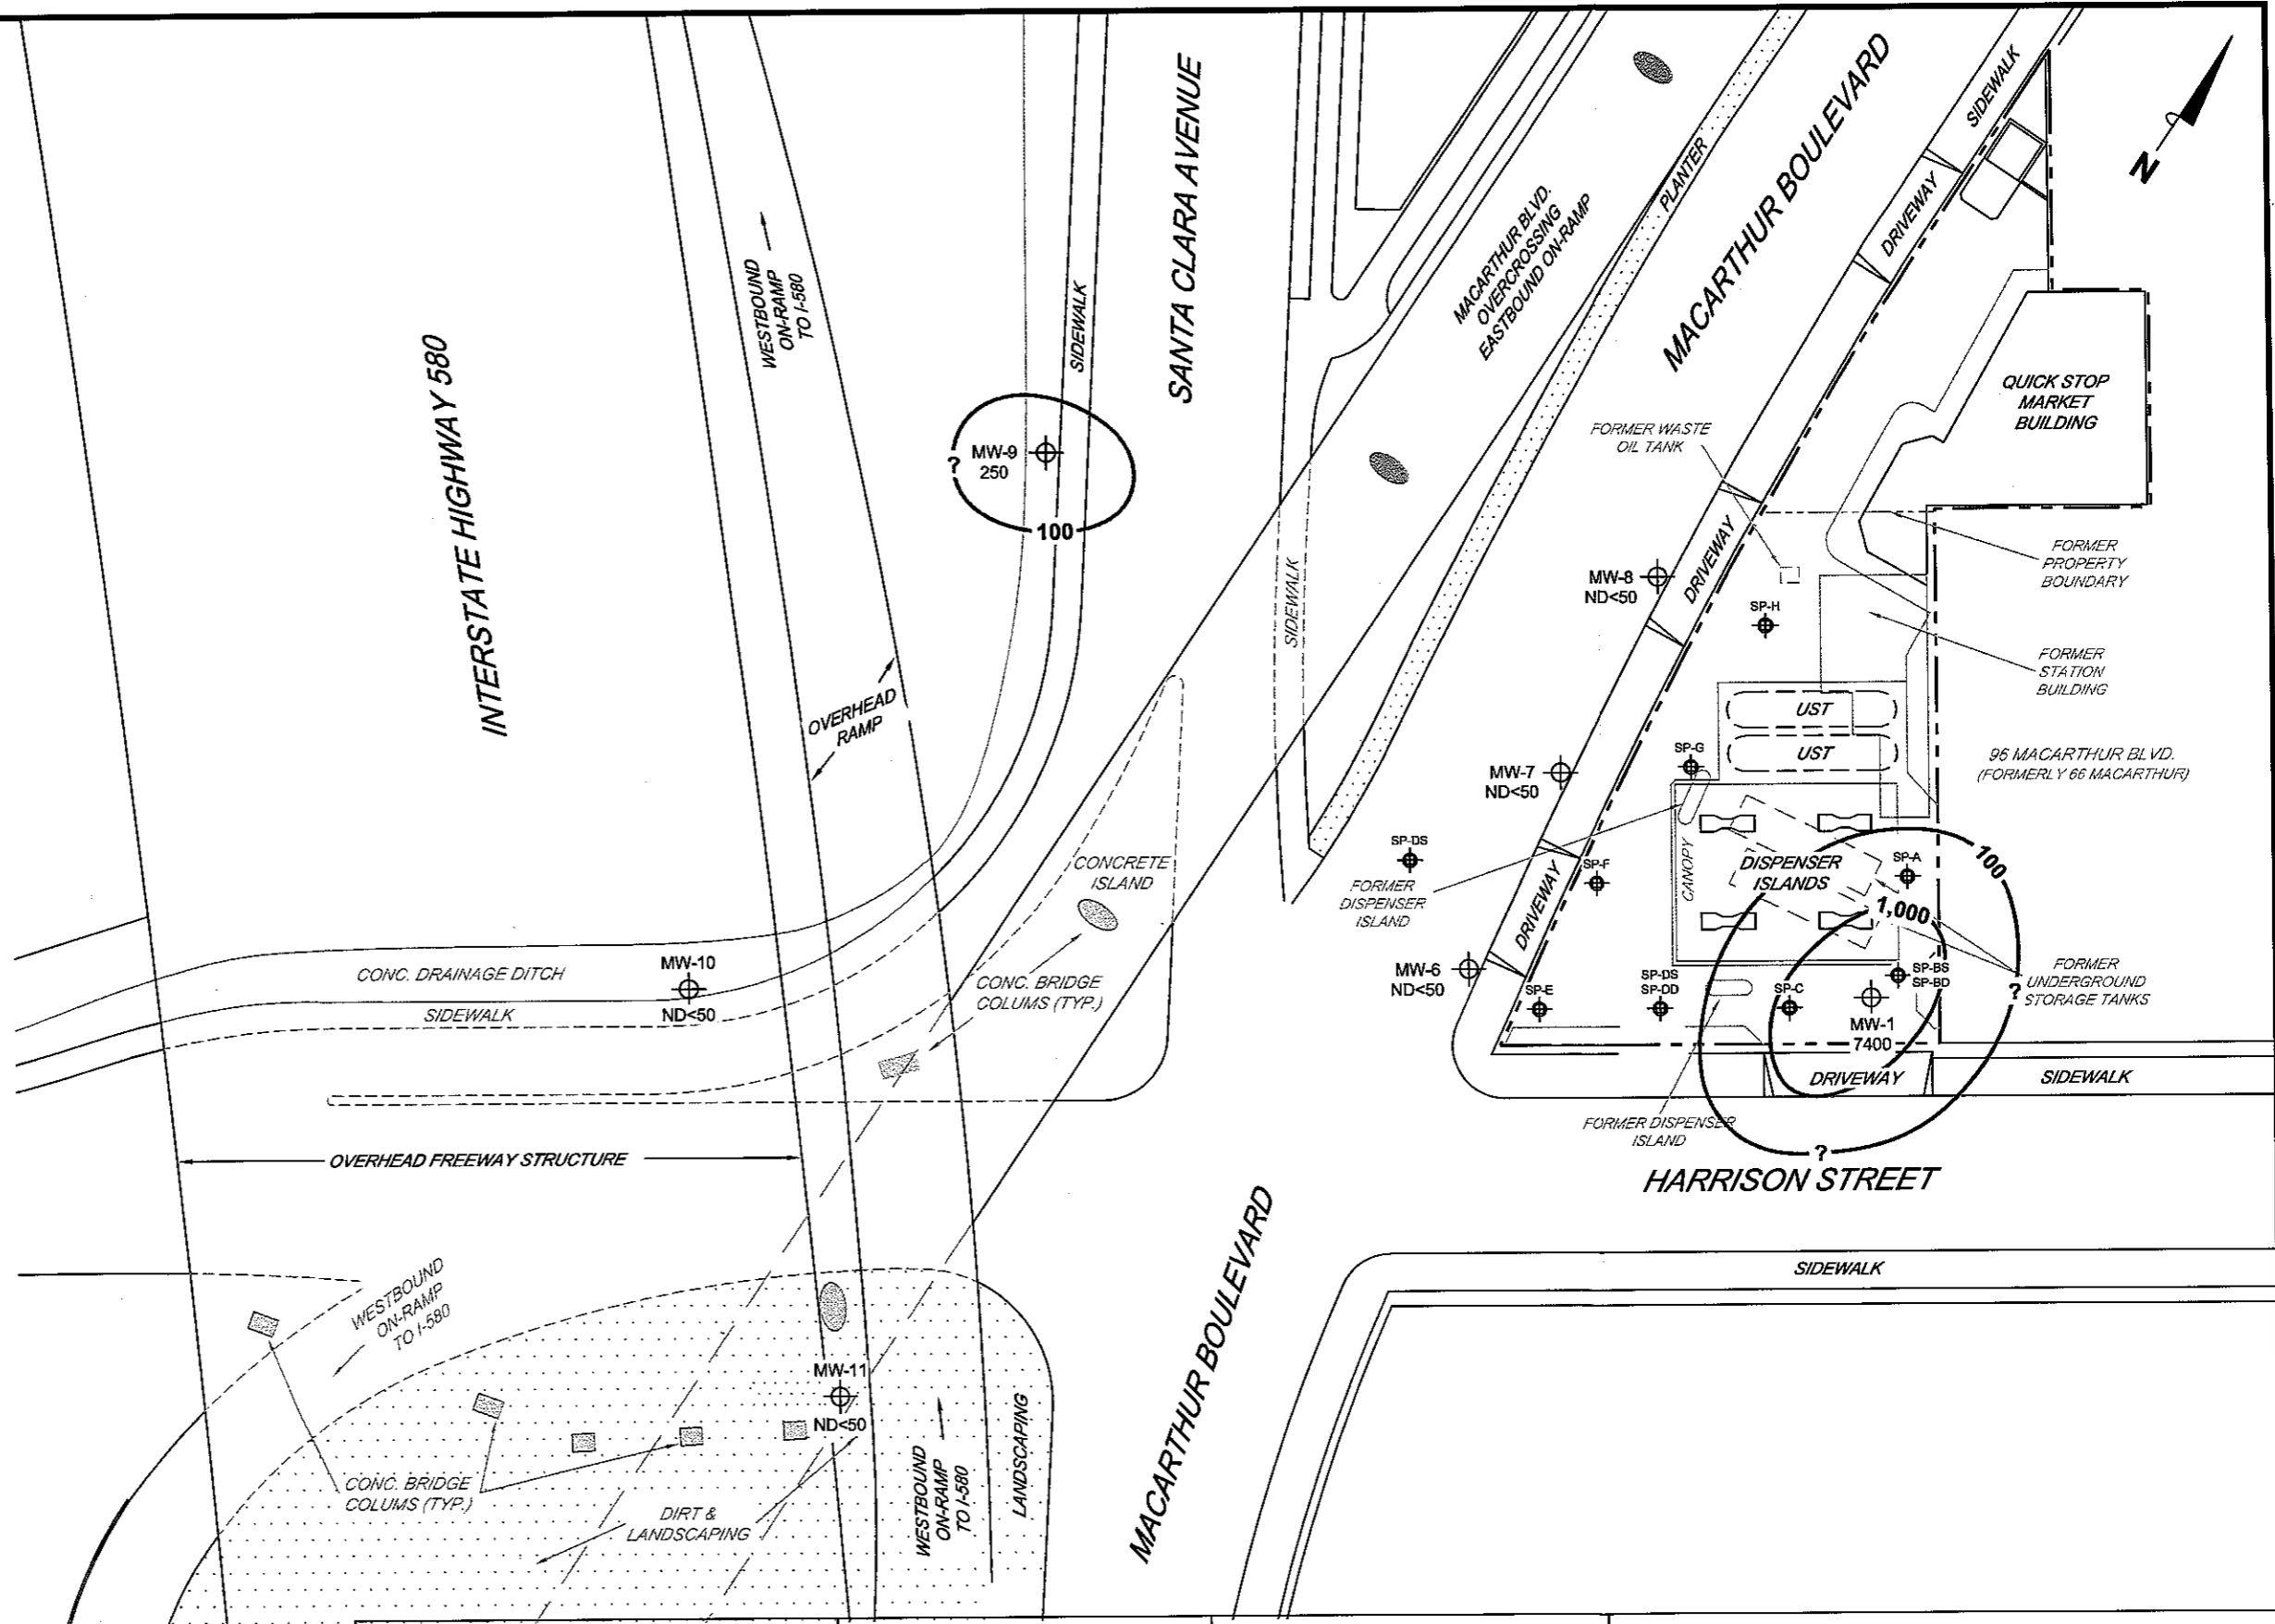 SANTA CLARA AVENUE
MACARTHUR BOULEVARD
SIDEWALK
N
PLANTER
DRIVEWAY
MACARTHUR BLVD.
OVERCROSSING
EASTBOUND ON-RAMP
WESTBOUND
ON-RAMP
TO I-580
SIDEWALK
INTERSTATE HIGHWAY 580
QUICK STOP
MARKET
BUILDING
FORMER WASTE
OIL TANK
?
MW-9
250
100
DRIVEWAY
FORMER
PROPERTY
BOUNDARY
SIDEWALK
MW-8
ND<50
SP-H
FORMER
STATION
BUILDING
OVERHEAD
RAMP
UST
UST
SP-G
96 MACARTHUR BLVD.
(FORMERLY 66 MACARTHUR)
MW-7
ND<50
SP-DS
CONCRETE
ISLAND
FORMER
DISPENSER
ISLAND
SP-F
DRIVEWAY
CANOPY
DISPENSER
ISLANDS
SP-A
100
1,000
CONC. DRAINAGE DITCH
MW-10
ND<50
SIDEWALK
CONC. BRIDGE
COLUMS (TYP.)
MW-6
ND<50
SP-E
SP-DS
SP-DD
SP-C
SP-BS
SP-BD
FORMER
UNDERGROUND
STORAGE TANKS
?
MW-1
7400
DRIVEWAY
SIDEWALK
FORMER DISPENSER
ISLAND
?
OVERHEAD FREEWAY STRUCTURE
HARRISON STREET
MACARTHUR BOULEVARD
SIDEWALK
WESTBOUND
ON-RAMP
TO I-580
MW-11
ND<50
LANDSCAPING
WESTBOUND
ON-RAMP
TO I-580
CONC. BRIDGE
COLUMS (TYP.)
DIRT &
LANDSCAPING